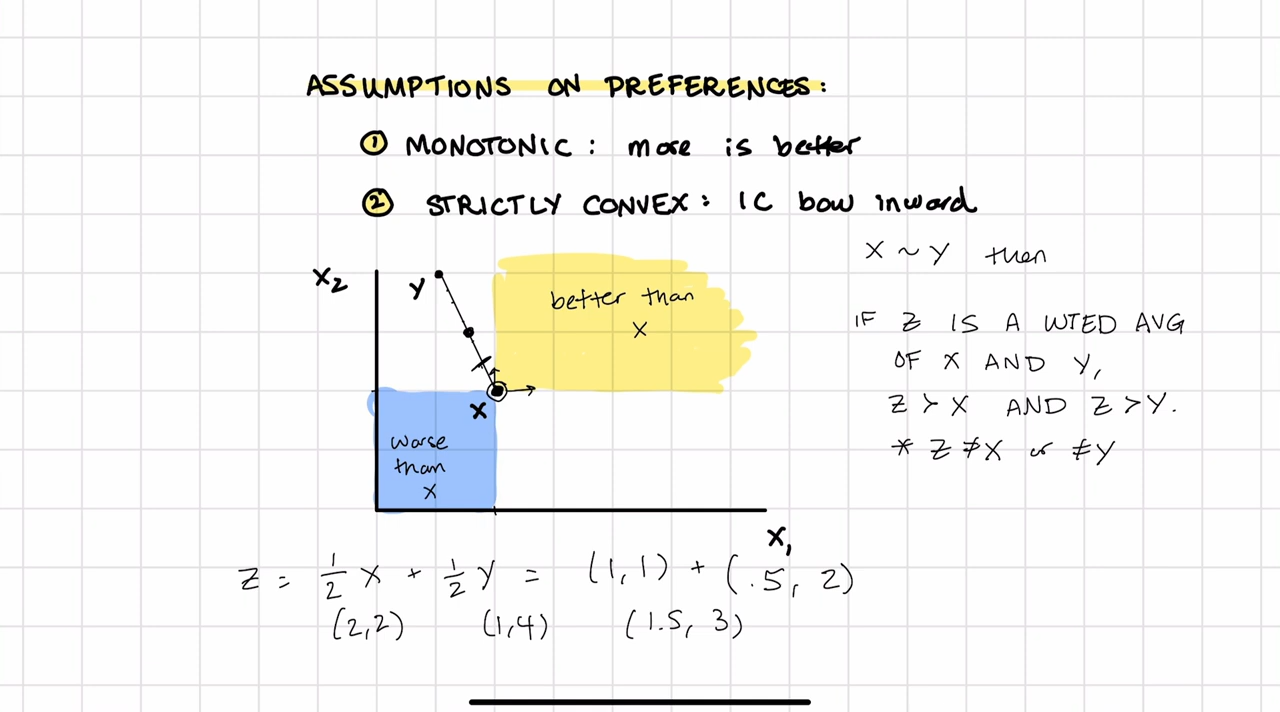 ASSUMPTIONS ON PREFERENCES:
① MONOTONIC: more is better
② STRICTLY CONVEX: IC bow inward
X ~ Y then
IF Z IS A WTED AVG
OF X AND Y,
Z > X AND Z > Y.
* Z ≠ X or ≠ Y
X₂
Y
better than
X
X
worse
than
X
X₁
Z = ½ X + ½ Y = (1,1) + (.5, 2)
(2,2) (1,4) (1.5, 3)